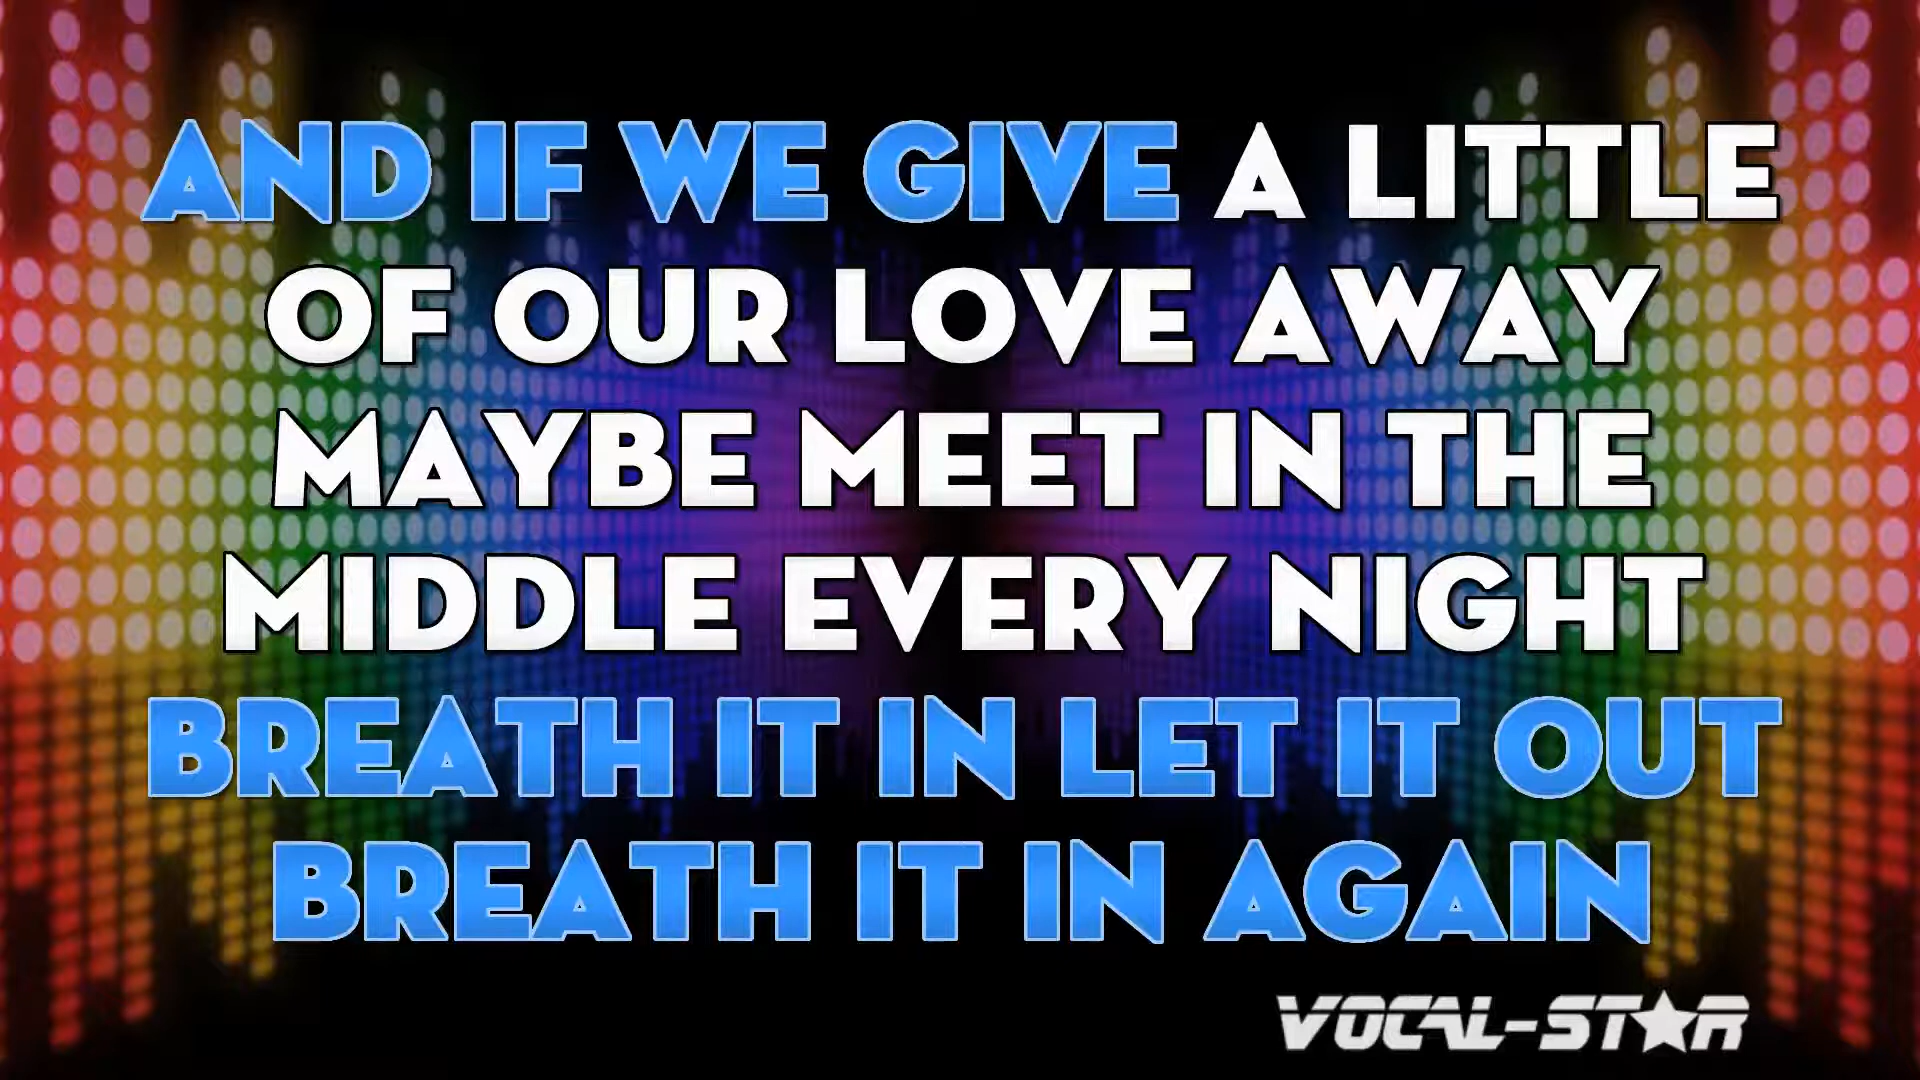 AND IF WE GIVE A LITTLE
OF OUR LOVE AWAY
MAYBE MEET IN THE
MIDDLE EVERY NIGHT
BREATH IT IN LET IT OUT
BREATH IT IN AGAIN
VOCAL-STAR